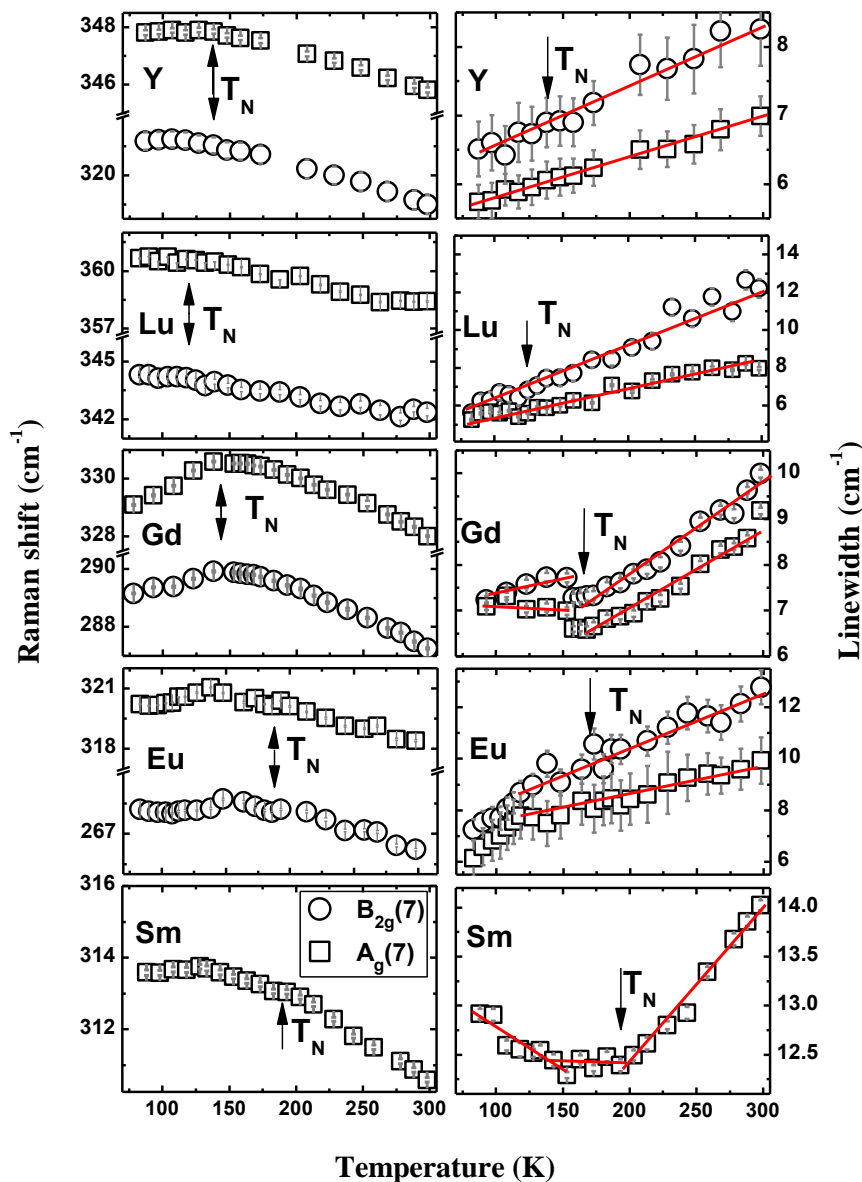 348
346
320
Y
T_N
8
7
6
Y
T_N
360
357
344
342
Lu
T_N
14
12
10
8
6
Lu
T_N
330
328
290
288
Gd
T_N
10
9
8
7
6
Gd
T_N
321
318
267
Eu
T_N
12
10
8
6
Eu
T_N
316
314
312
Sm
T_N
B_{2g}(7)
A_g(7)
14.0
13.5
13.0
12.5
Sm
T_N
100 150 200 250 300
100 150 200 250 300
Raman shift (cm^{-1})
Linewidth (cm^{-1})
Temperature (K)